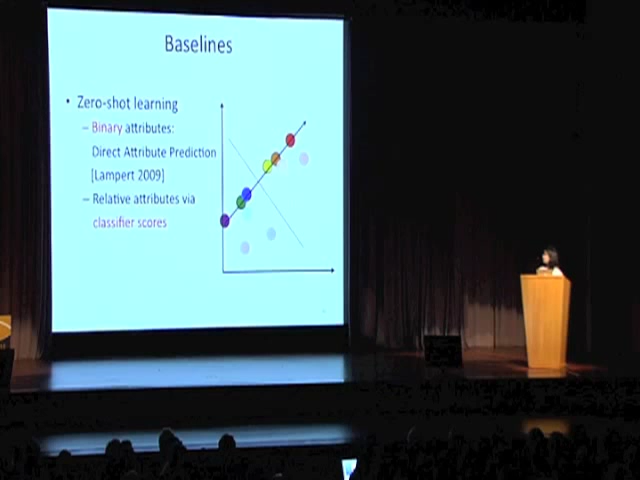 Baselines
• Zero-shot learning
– Binary attributes:
Direct Attribute Prediction
[Lampert 2009]
– Relative attributes via
classifier scores